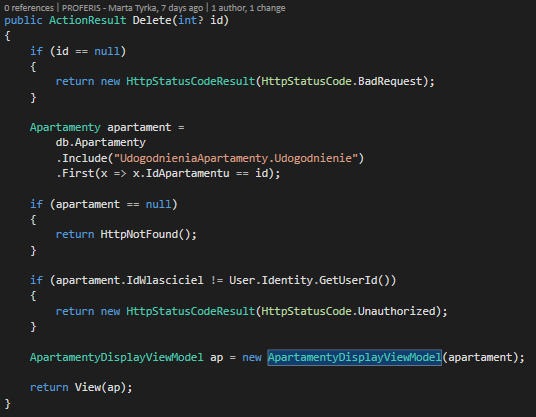 0 references | PROFERIS - Marta Tyrka, 7 days ago | 1 author, 1 change
public ActionResult Delete(int? id)
{
    if (id == null)
    {
        return new HttpStatusCodeResult(HttpStatusCode.BadRequest);
    }

    Apartamenty apartament =
        db.Apartamenty
        .Include("UdogodnieniaApartamenty.Udogodnienie")
        .First(x => x.IdApartamentu == id);

    if (apartament == null)
    {
        return HttpNotFound();
    }

    if (apartament.IdWlasciciel != User.Identity.GetUserId())
    {
        return new HttpStatusCodeResult(HttpStatusCode.Unauthorized);
    }

    ApartamentyDisplayViewModel ap = new ApartamentyDisplayViewModel(apartament);

    return View(ap);
}